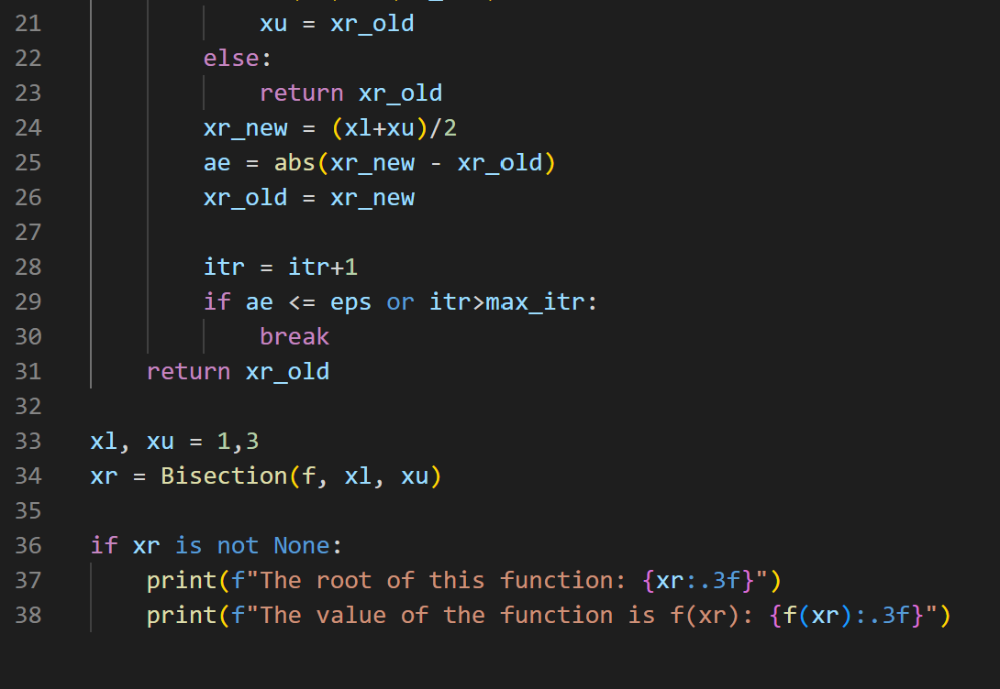 21 xu = xr_old
22 else:
23 return xr_old
24 xr_new = (xl+xu)/2
25 ae = abs(xr_new - xr_old)
26 xr_old = xr_new
27
28 itr = itr+1
29 if ae <= eps or itr>max_itr:
30 break
31 return xr_old
32
33 xl, xu = 1,3
34 xr = Bisection(f, xl, xu)
35
36 if xr is not None:
37 print(f"The root of this function: {xr:.3f}")
38 print(f"The value of the function is f(xr): {f(xr):.3f}")